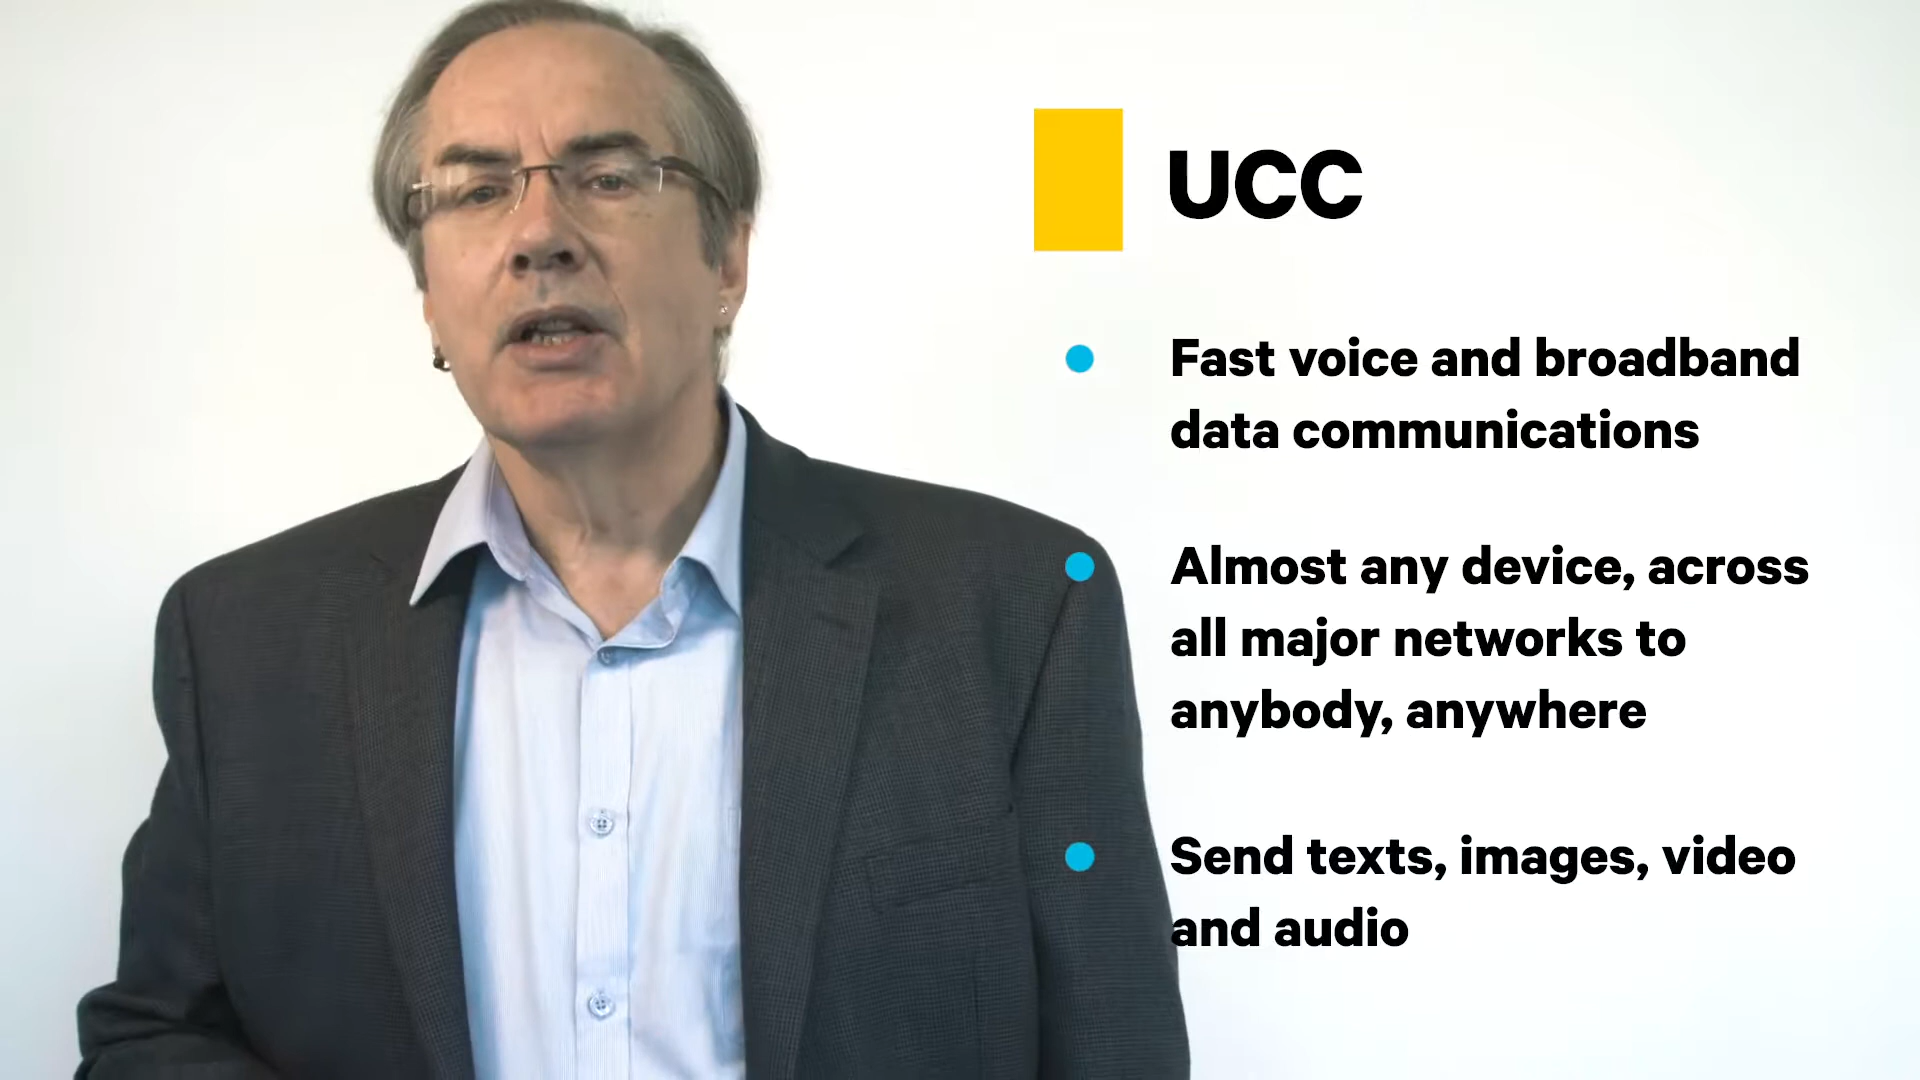 UCC
Fast voice and broadband
data communications
Almost any device, across
all major networks to
anybody, anywhere
Send texts, images, video
and audio